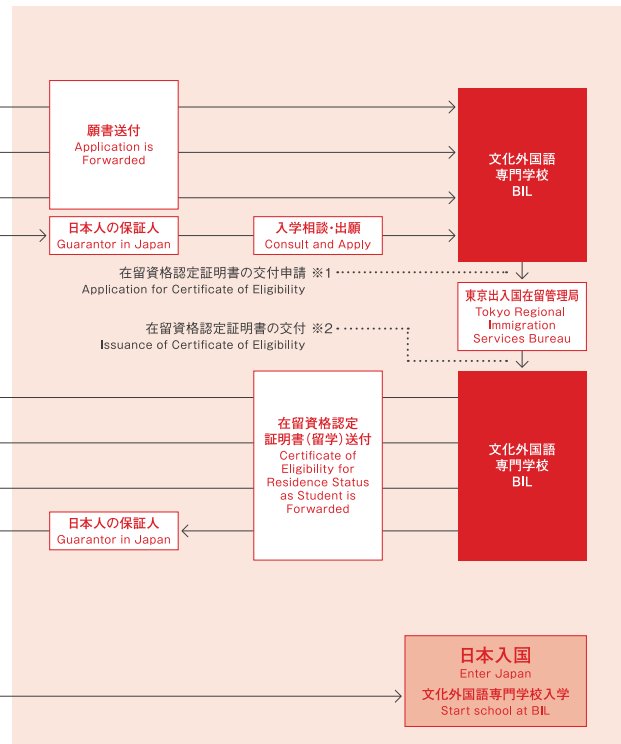 願書送付
Application is
Forwarded
文化外国語
専門学校
BIL
日本人の保証人
Guarantor in Japan
入学相談・出願
Consult and Apply
在留資格認定証明書の交付申請 ※1
Application for Certificate of Eligibility
東京出入国在留管理局
Tokyo Regional
Immigration
Services Bureau
在留資格認定証明書の交付 ※2
Issuance of Certificate of Eligibility
在留資格認定
証明書(留学)送付
Certificate of
Eligibility for
Residence Status
as Student is
Forwarded
文化外国語
専門学校
BIL
日本人の保証人
Guarantor in Japan
日本入国
Enter Japan
文化外国語専門学校入学
Start school at BIL